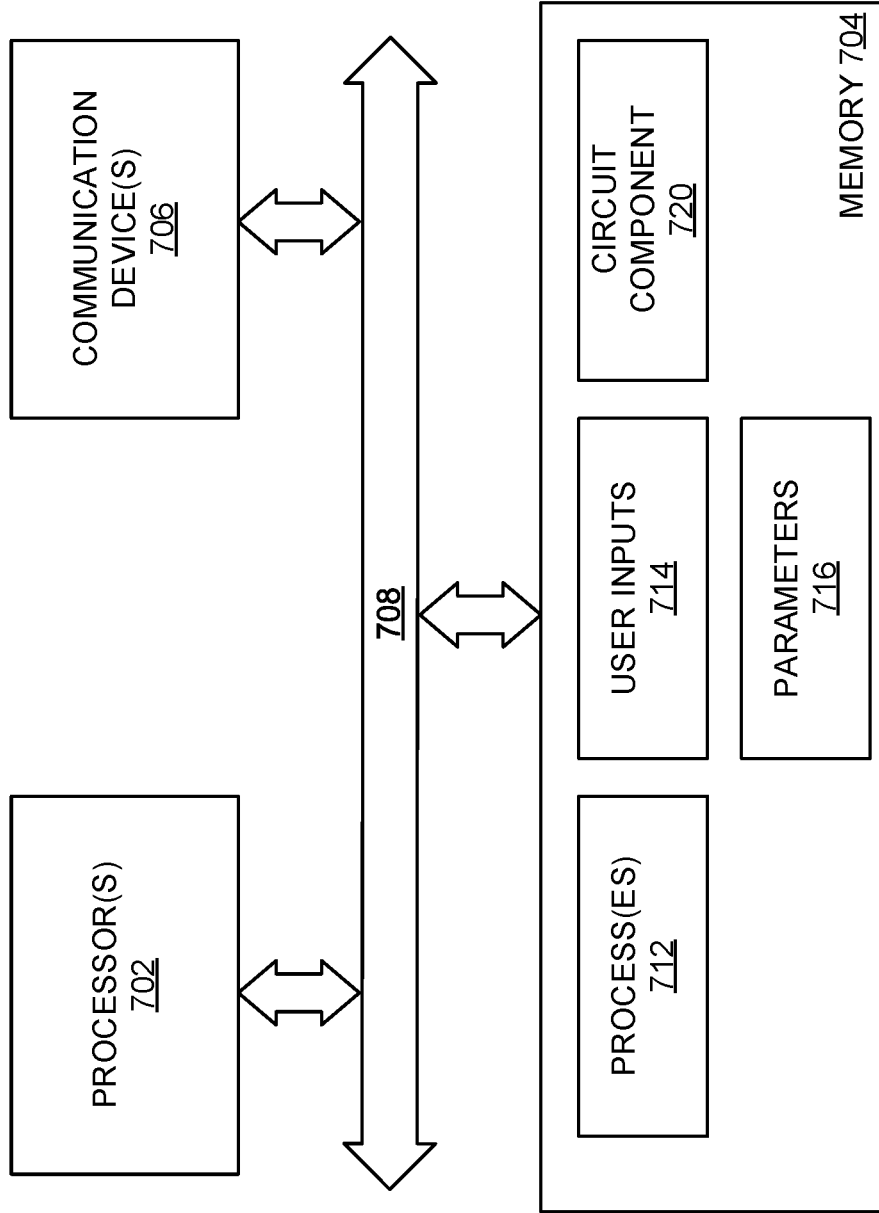 PROCESSOR(S)
702
COMMUNICATION
DEVICE(S)
706
708
PROCESS(ES)
712
USER INPUTS
714
CIRCUIT
COMPONENT
720
PARAMETERS
716
MEMORY 704